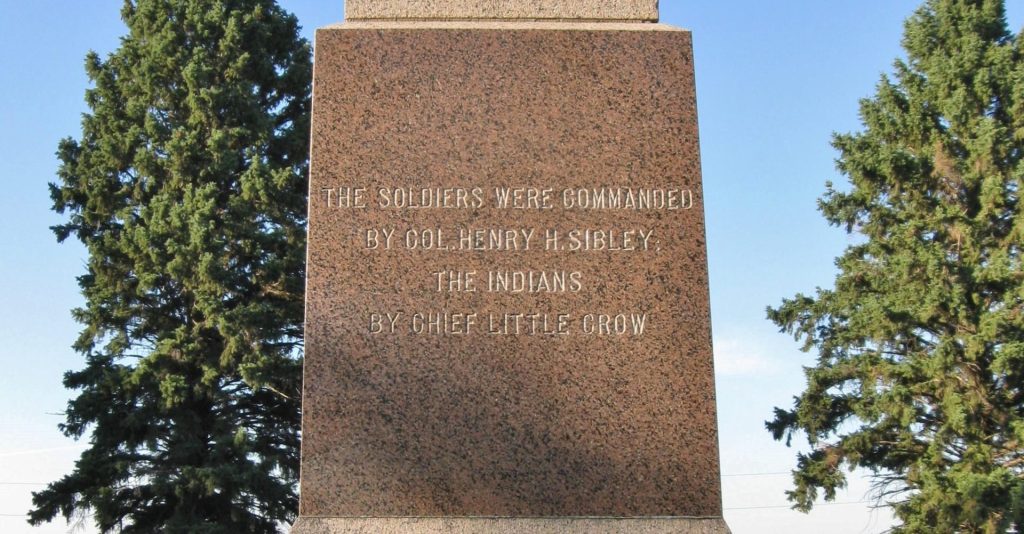 THE SOLDIERS WERE COMMANDED
BY COL. HENRY H. SIBLEY;
THE INDIANS
BY CHIEF LITTLE CROW